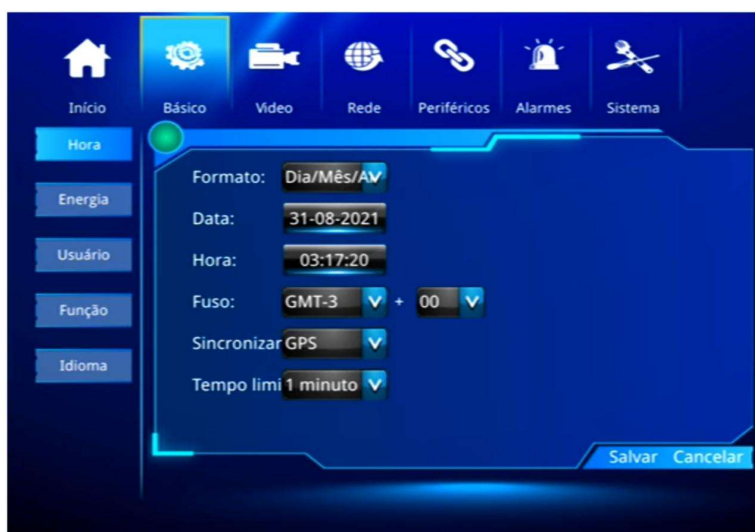 Início Básico Video Rede Periféricos Alarmes Sistema
Hora
Energia
Usuário
Função
Idioma
Formato: Dia/Mês/A
Data: 31-08-2021
Hora: 03:17:20
Fuso: GMT-3 + 00
Sincronizar GPS
Tempo limi 1 minuto
Salvar Cancelar